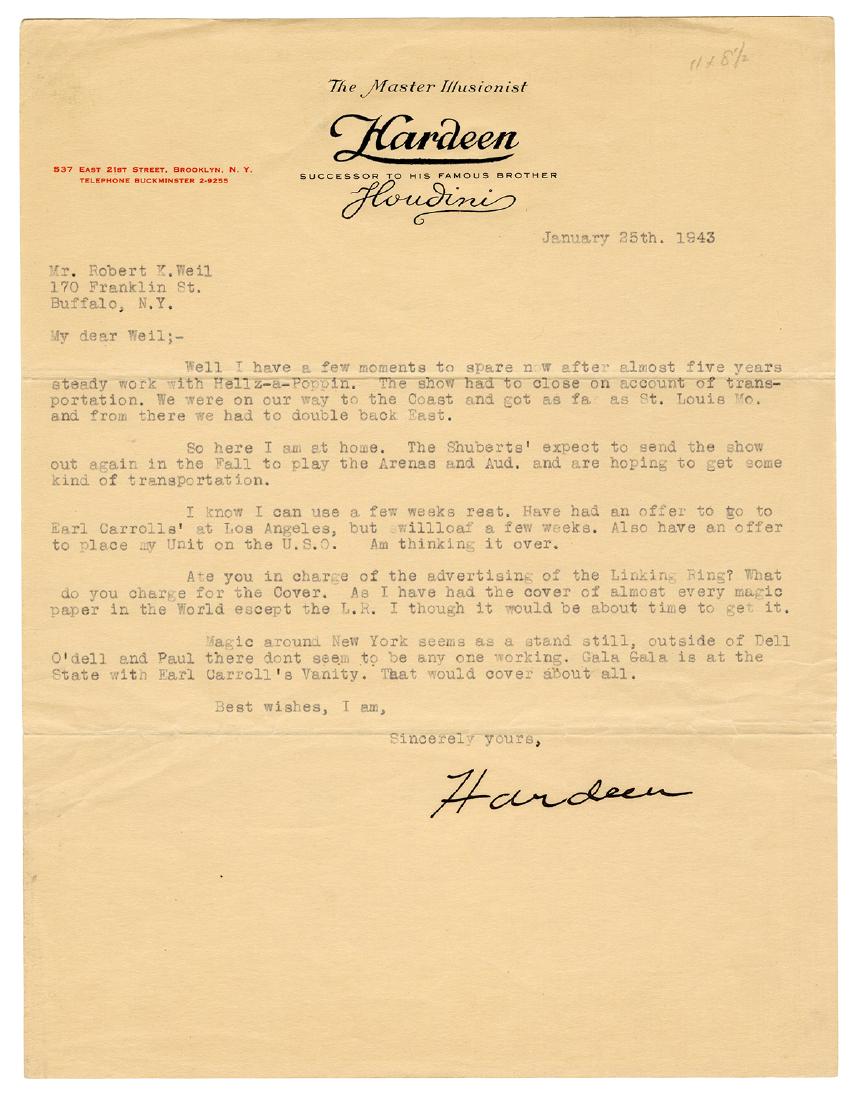 11 x 8 1/2
The Master Illusionist
Hardeen
537 EAST 21ST STREET, BROOKLYN, N. Y.
TELEPHONE BUCKMINSTER 2-9255
SUCCESSOR TO HIS FAMOUS BROTHER
Houdini
January 25th. 1943
Mr. Robert K.Weil
170 Franklin St.
Buffalo, N.Y.
My dear Weil;-
Well I have a few moments to spare now after almost five years
steady work with Hellz-a-Poppin. The show had to close on account of trans-
portation. We were on our way to the Coast and got as fa as St. Louis Mo.
and from there we had to double back East.
So here I am at home. The Shuberts' expect to send the show
out again in the Fall to play the Arenas and Aud. and are hoping to get some
kind of transportation.
I know I can use a few weeks rest. Have had an offer to go to
Earl Carrolls' at Los Angeles, but willloaf a few weeks. Also have an offer
to place my Unit on the U.S.O. Am thinking it over.
Ate you in charge of the advertising of the Linking Ring? What
do you charge for the Cover. As I have had the cover of almost every magic
paper in the World escept the L.R. I though it would be about time to get it.
Magic around New York seems as a stand still, outside of Dell
O'dell and Paul there dont seem to be any one working. Gala Gala is at the
State with Earl Carroll's Vanity. That would cover about all.
Best wishes, I am,
Sincerely yours,
Hardeen